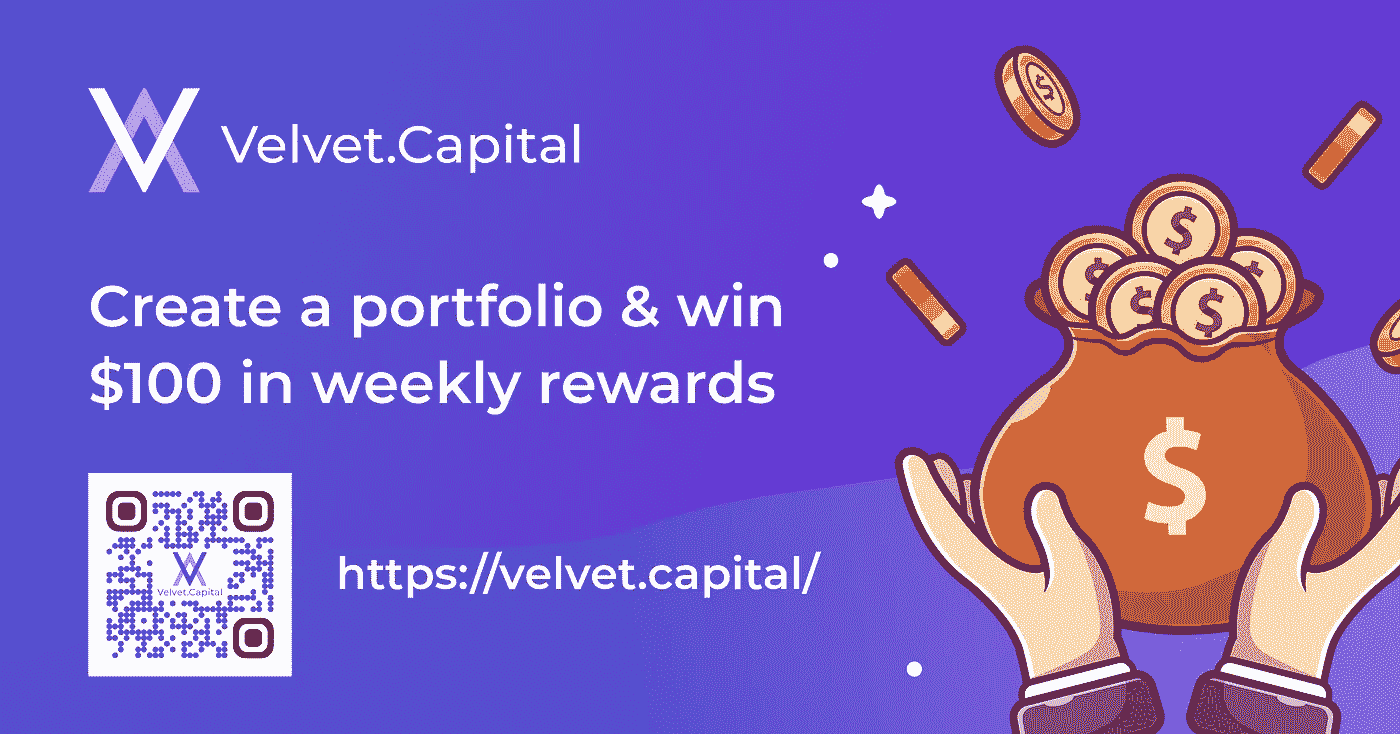 Velvet.Capital
Create a portfolio & win
$100 in weekly rewards
Velvet.Capital
https://velvet.capital/
$
$
$
$
$
$
$